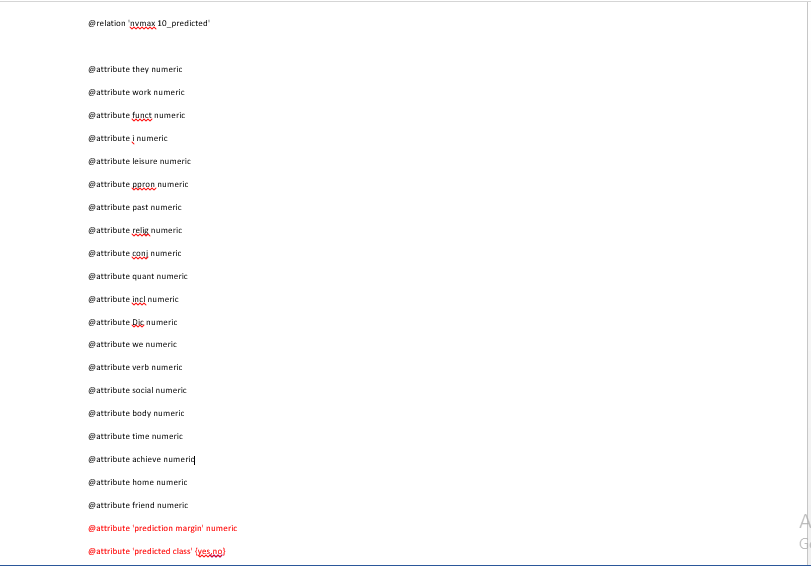 @relation 'nvmax 10_predicted'
@attribute they numeric
@attribute work numeric
@attribute funct numeric
@attribute i numeric
@attribute leisure numeric
@attribute ppron numeric
@attribute past numeric
@attribute relig numeric
@attribute conj numeric
@attribute quant numeric
@attribute incl numeric
@attribute Dic numeric
@attribute we numeric
@attribute verb numeric
@attribute social numeric
@attribute body numeric
@attribute time numeric
@attribute achieve numeric
@attribute home numeric
@attribute friend numeric
@attribute 'prediction margin' numeric
@attribute 'predicted class' {yes,no}